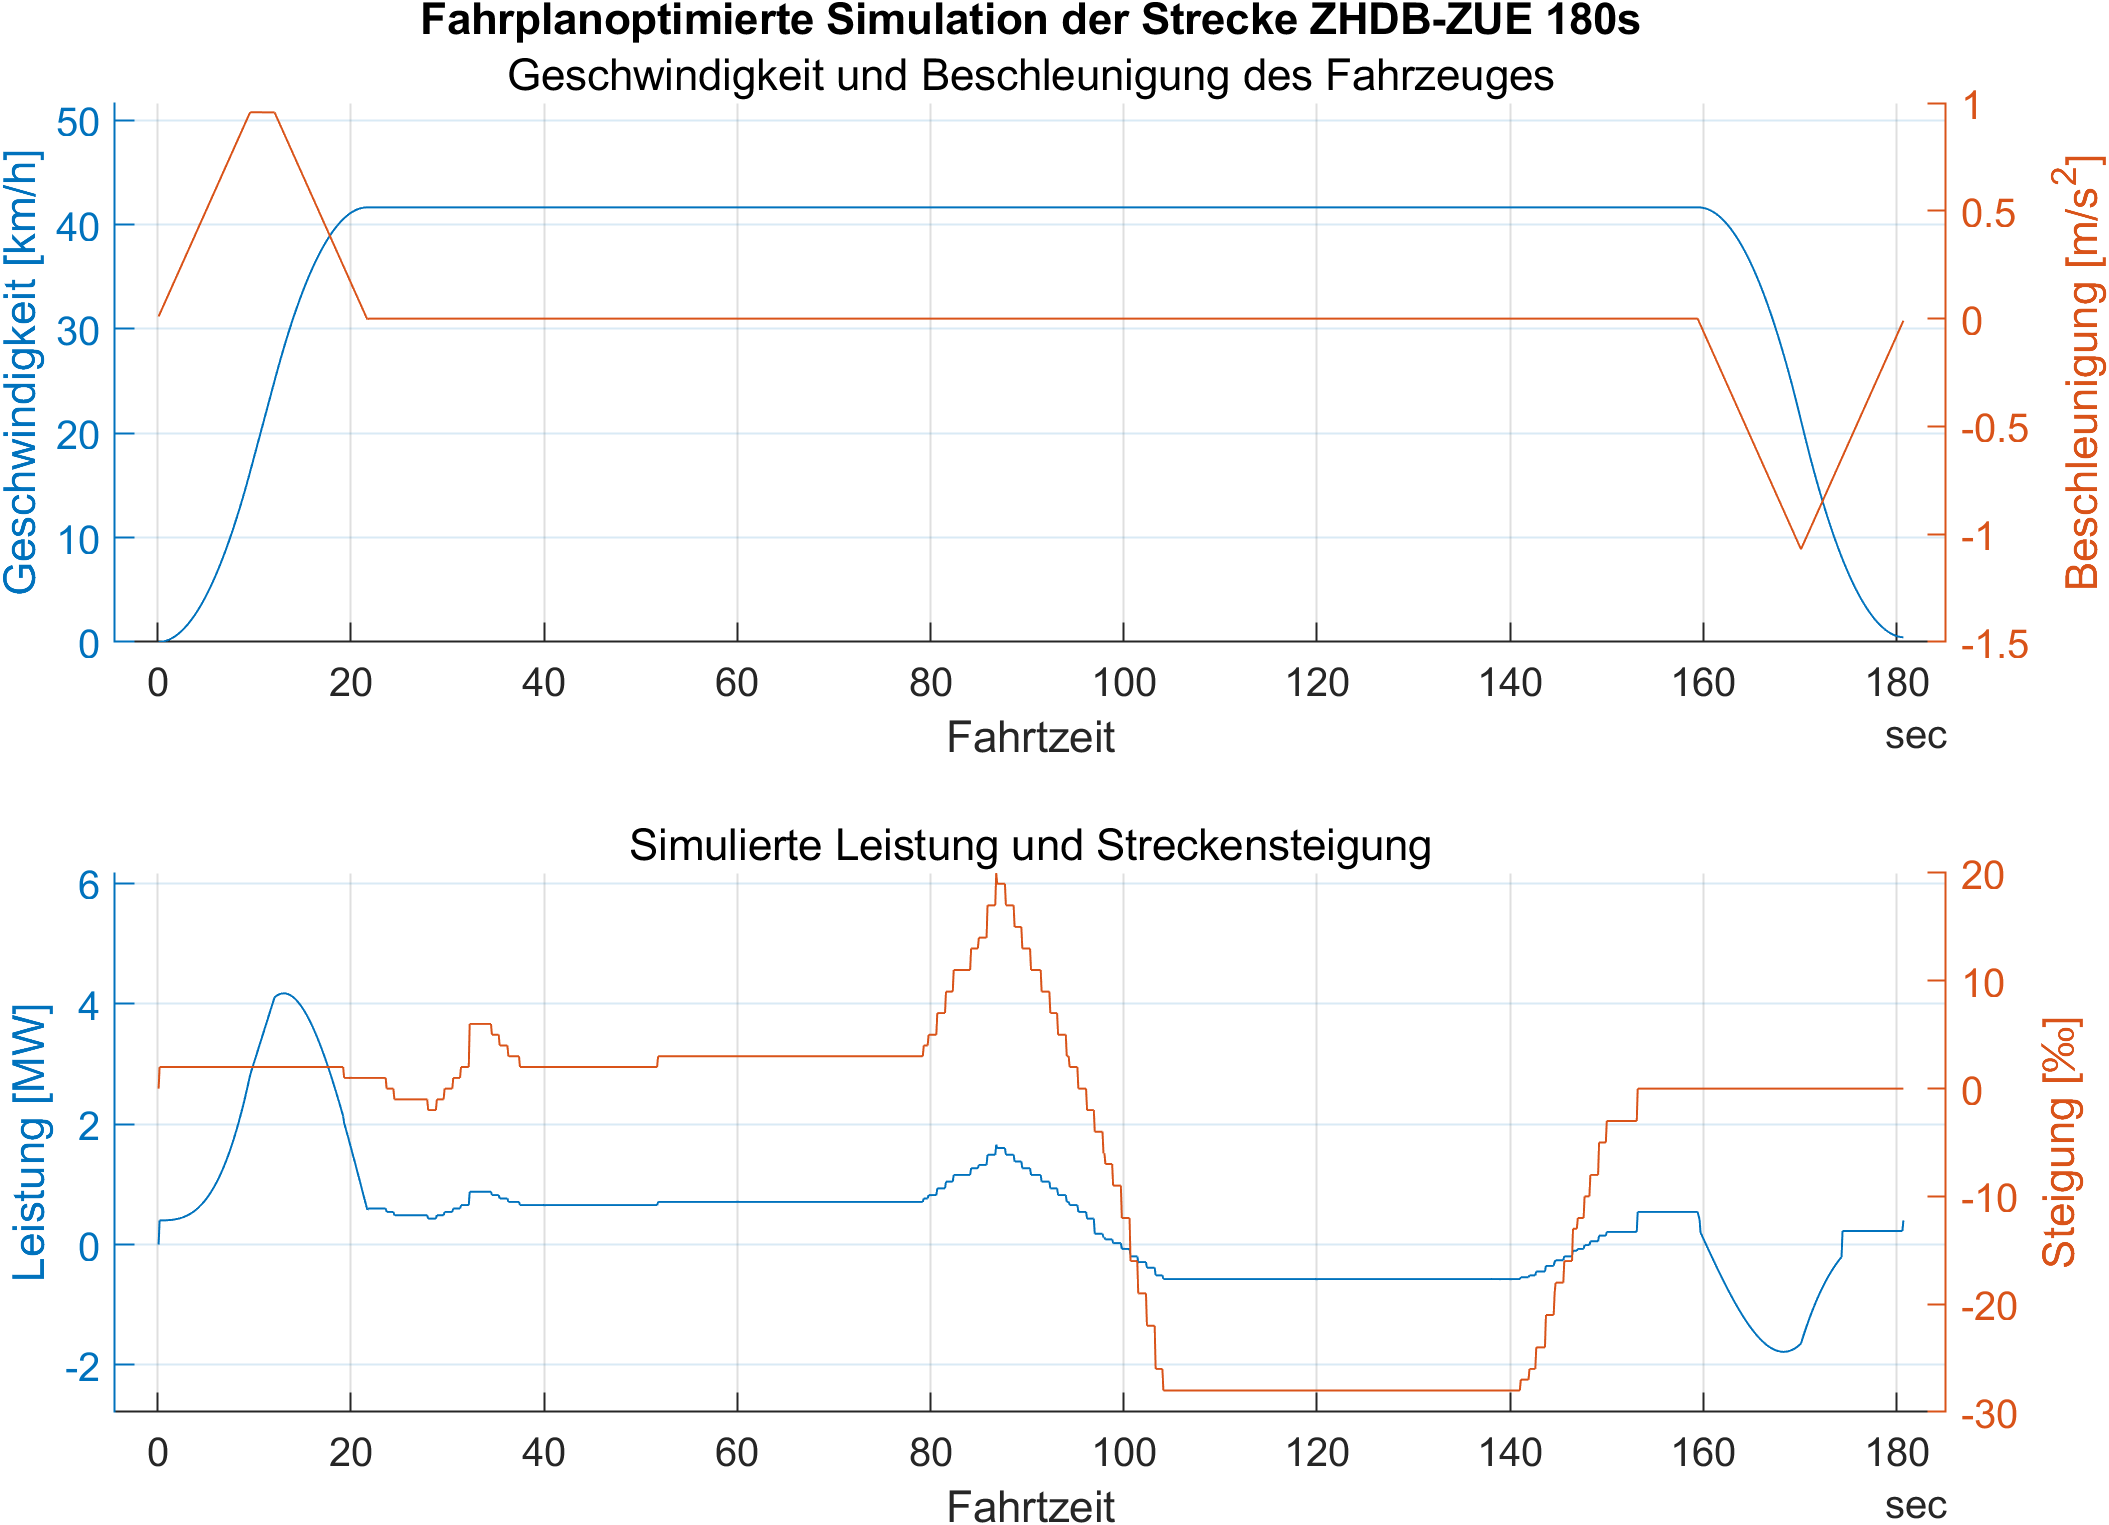 Fahrplanoptimierte Simulation der Strecke ZHDB-ZUE 180s
Geschwindigkeit und Beschleunigung des Fahrzeuges
Geschwindigkeit [km/h]
50
40
30
20
10
0
Beschleunigung [m/s²]
1
0.5
0
-0.5
-1
-1.5
0 20 40 60 80 100 120 140 160 180
Fahrtzeit sec
Simulierte Leistung und Streckensteigung
Leistung [MW]
6
4
2
0
-2
Steigung [‰]
20
10
0
-10
-20
-30
0 20 40 60 80 100 120 140 160 180
Fahrtzeit sec